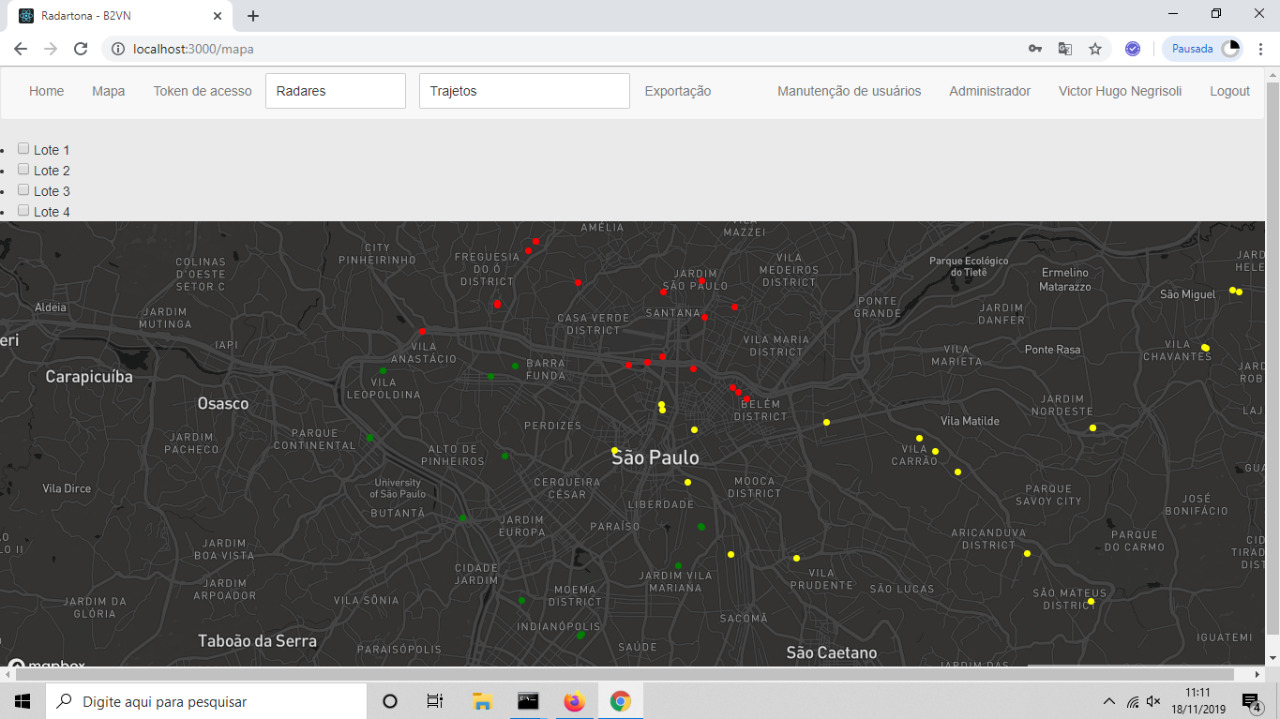 Radartona - B2VN
localhost:3000/mapa
Pausada
Home Mapa Token de acesso Radares Trajetos Exportação Manutenção de usuários Administrador Victor Hugo Negrisoli Logout
Lote 1
Lote 2
Lote 3
Lote 4
AMÉLIA
MAZZEI
CITY
PINHEIRINHO
COLINAS
D'OESTE
SETOR C
FREGUESIA
DO Ó
DISTRICT
JARDIM
SÃO PAULO
VILA
MEDEIROS
DISTRICT
Parque Ecológico
do Tietê
Ermelino
Matarazzo
JARD
HELE
São Miguel
Aldeia
JARDIM
MUTINGA
CASA VERDE
DISTRICT
SANTANA
PONTE
GRANDE
JARDIM
DANFER
eri
IAPI
VILA
ANASTÁCIO
VILA MARIA
DISTRICT
VILA
MARIETA
Ponte Rasa
VILA
CHAVANTES
Carapicuíba
BARRA
FUNDA
JARD
ROB
VILA
LEOPOLDINA
Osasco
BELÉM
DISTRICT
JARDIM
NORDESTE
LAJ
PERDIZES
Vila Matilde
JARDIM
PACHECO
PARQUE
CONTINENTAL
ALTO DE
PINHEIROS
São Paulo
VILA
CARRÃO
GUA
Vila Dirce
University
of São Paulo
CERQUEIRA
CÉSAR
MOOCA
DISTRICT
PARQUE
SAVOY CITY
JOSÉ
BONIFÁCIO
LIBERDADE
BUTANTÃ
JARDIM
EUROPA
PARAÍSO
ARICANDUVA
DISTRICT
PARQUE
DO CARMO
O
LO II
JARDIM
BOA VISTA
CID
TIRAD
DIST
CIDADE
JARDIM
JARDIM VILA
MARIANA
VILA
PRUDENTE
JARDIM
ARPOADOR
MOEMA
DISTRICT
SÃO LUCAS
SÃO MATEUS
DISTRICT
JARDIM DA
GLÓRIA
VILA SÔNIA
INDIANÓPOLIS
SACOMÃ
IGUATEMI
Taboão da Serra
PARAISÓPOLIS
SAÚDE
São Caetano
JARDIM DAS
mapbox
Digite aqui para pesquisar
11:11
18/11/2019
4